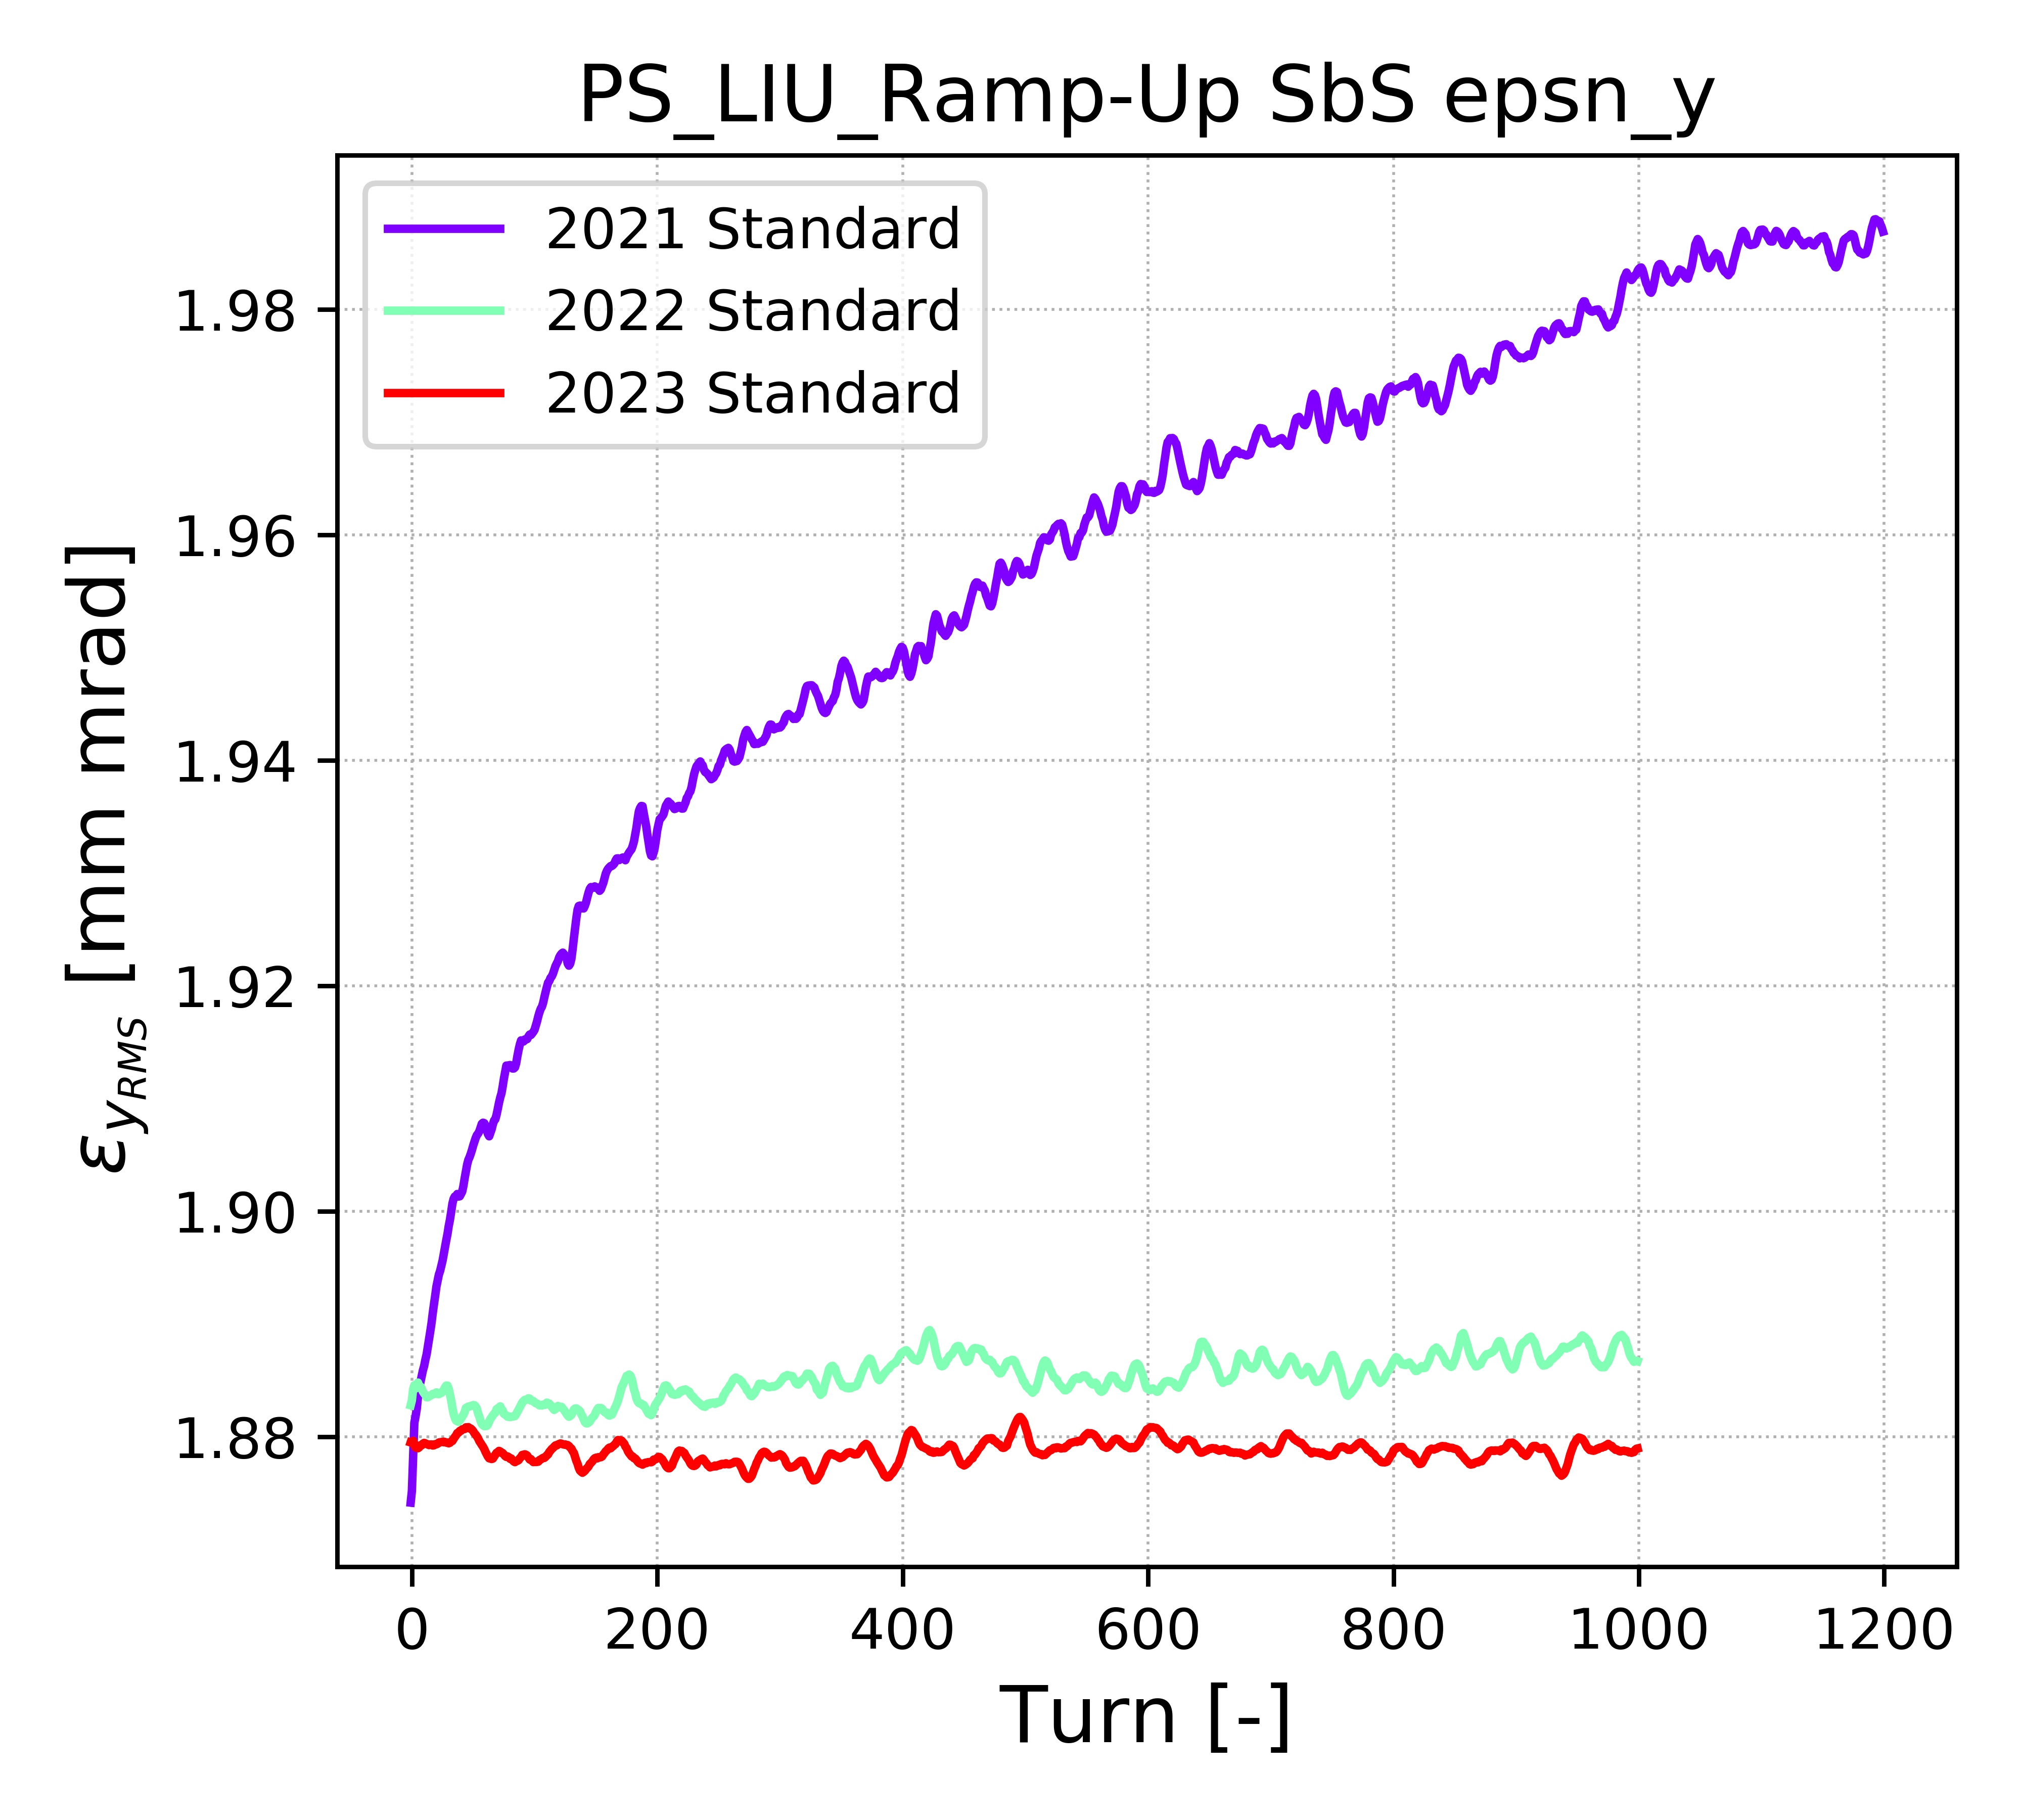 PS_LIU_Ramp-Up SbS epsn_y
2021 Standard
2022 Standard
2023 Standard
1.98
1.96
1.94
1.92
1.90
1.88
0 200 400 600 800 1000 1200
Turn [-]
εyRMS [mm mrad]